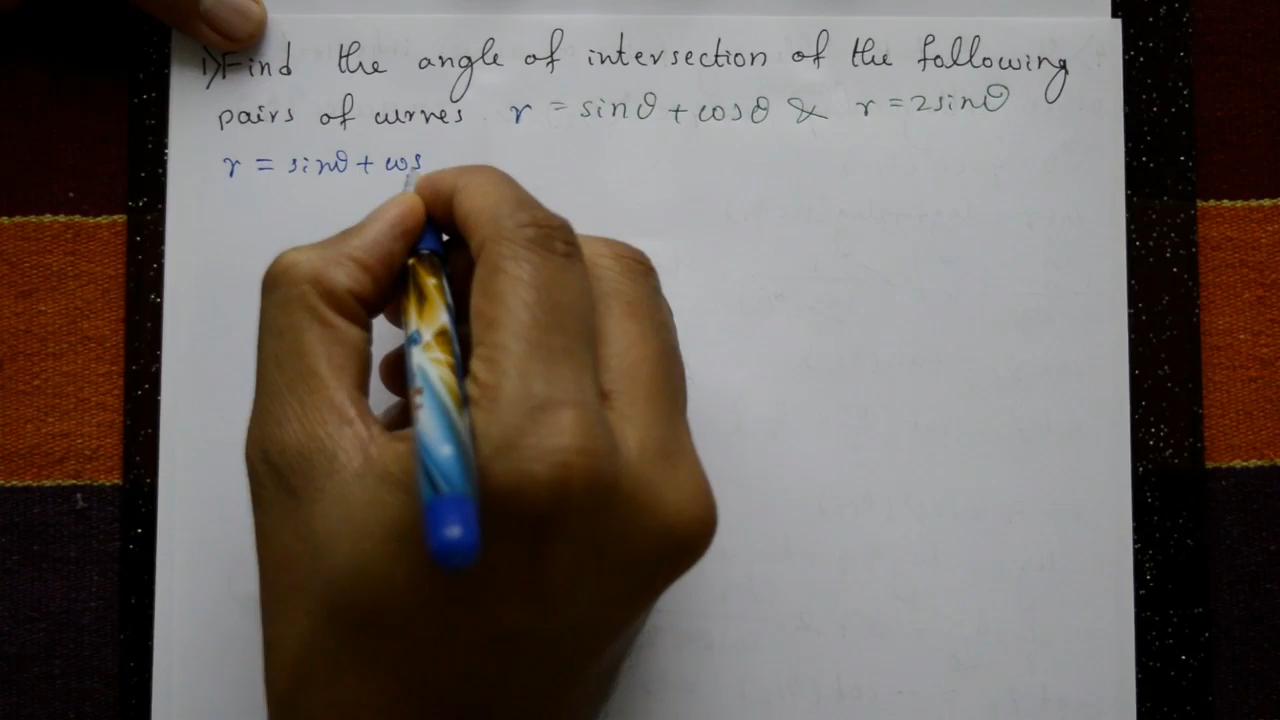 1) Find the angle of intersection of the following
pairs of curves r = sinθ + cosθ & r = 2sinθ
r = sinθ + cos